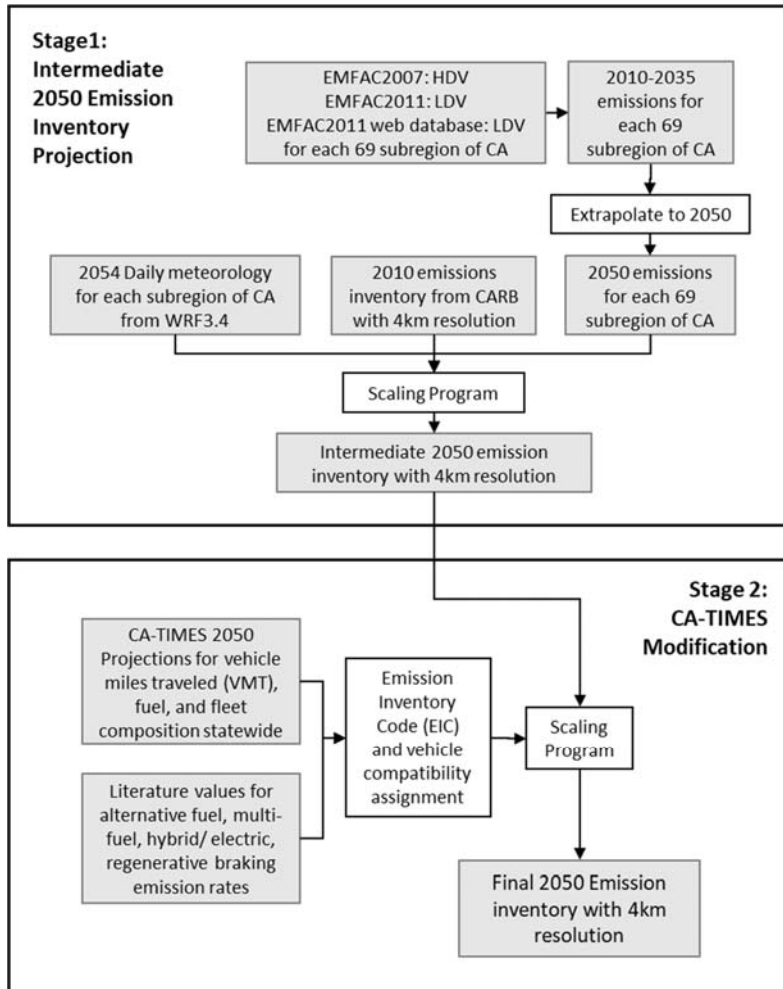 Stage1:
Intermediate
2050 Emission
Inventory
Projection
EMFAC2007: HDV
EMFAC2011: LDV
EMFAC2011 web database: LDV
for each 69 subregion of CA
2010-2035
emissions for
each 69
subregion of CA
Extrapolate to 2050
2054 Daily meteorology
for each subregion of CA
from WRF3.4
2010 emissions
inventory from CARB
with 4km resolution
2050 emissions
for each 69
subregion of CA
Scaling Program
Intermediate 2050 emission
inventory with 4km resolution
Stage 2:
CA-TIMES
Modification
CA-TIMES 2050
Projections for vehicle
miles traveled (VMT),
fuel, and fleet
composition statewide
Literature values for
alternative fuel, multi-
fuel, hybrid/ electric,
regenerative braking
emission rates
Emission
Inventory
Code (EIC)
and vehicle
compatibility
assignment
Scaling
Program
Final 2050 Emission
inventory with 4km
resolution